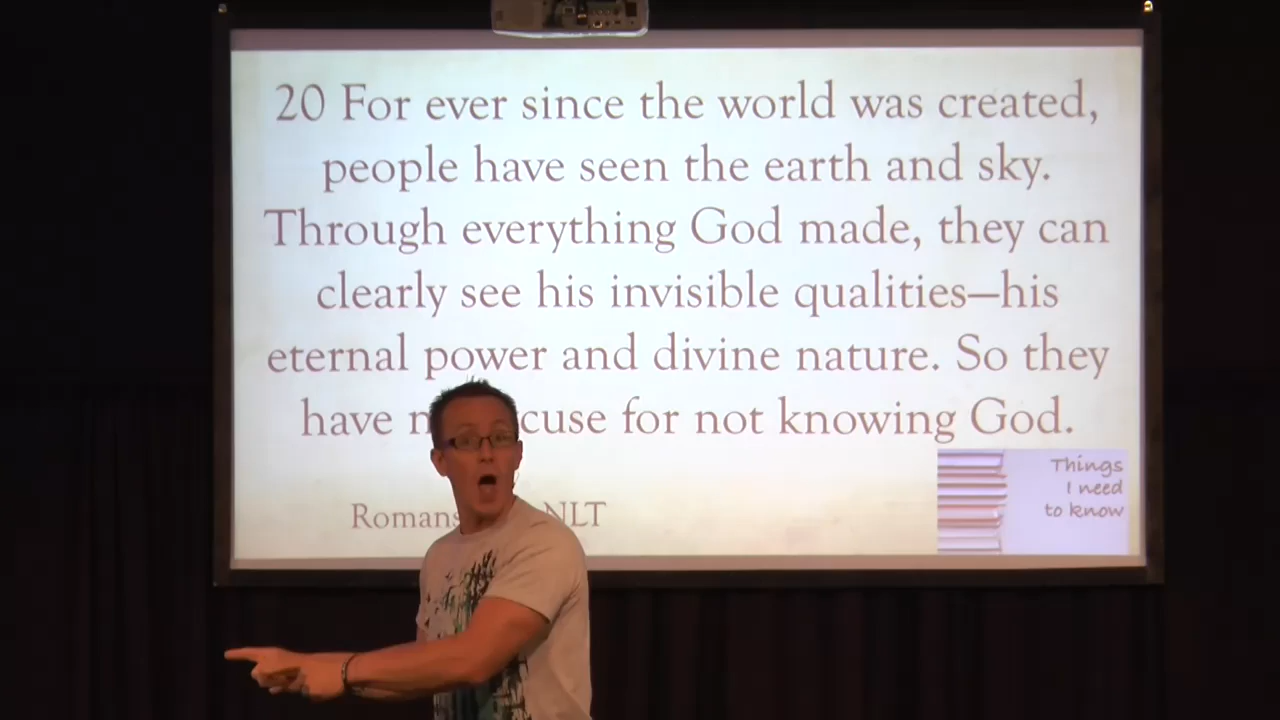 20 For ever since the world was created,
people have seen the earth and sky.
Through everything God made, they can
clearly see his invisible qualities—his
eternal power and divine nature. So they
have for not knowing God.
Romans NLT
Things
I need
to know